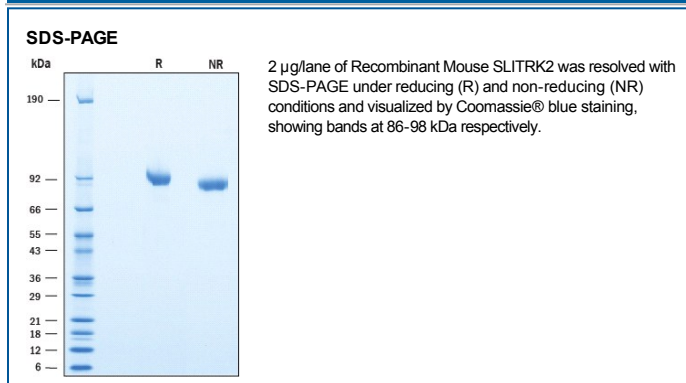 SDS-PAGE
kDa R NR
190
92
66
55
43
36
29
21
18
12
6
2 µg/lane of Recombinant Mouse SLITRK2 was resolved with
SDS-PAGE under reducing (R) and non-reducing (NR)
conditions and visualized by Coomassie® blue staining,
showing bands at 86-98 kDa respectively.